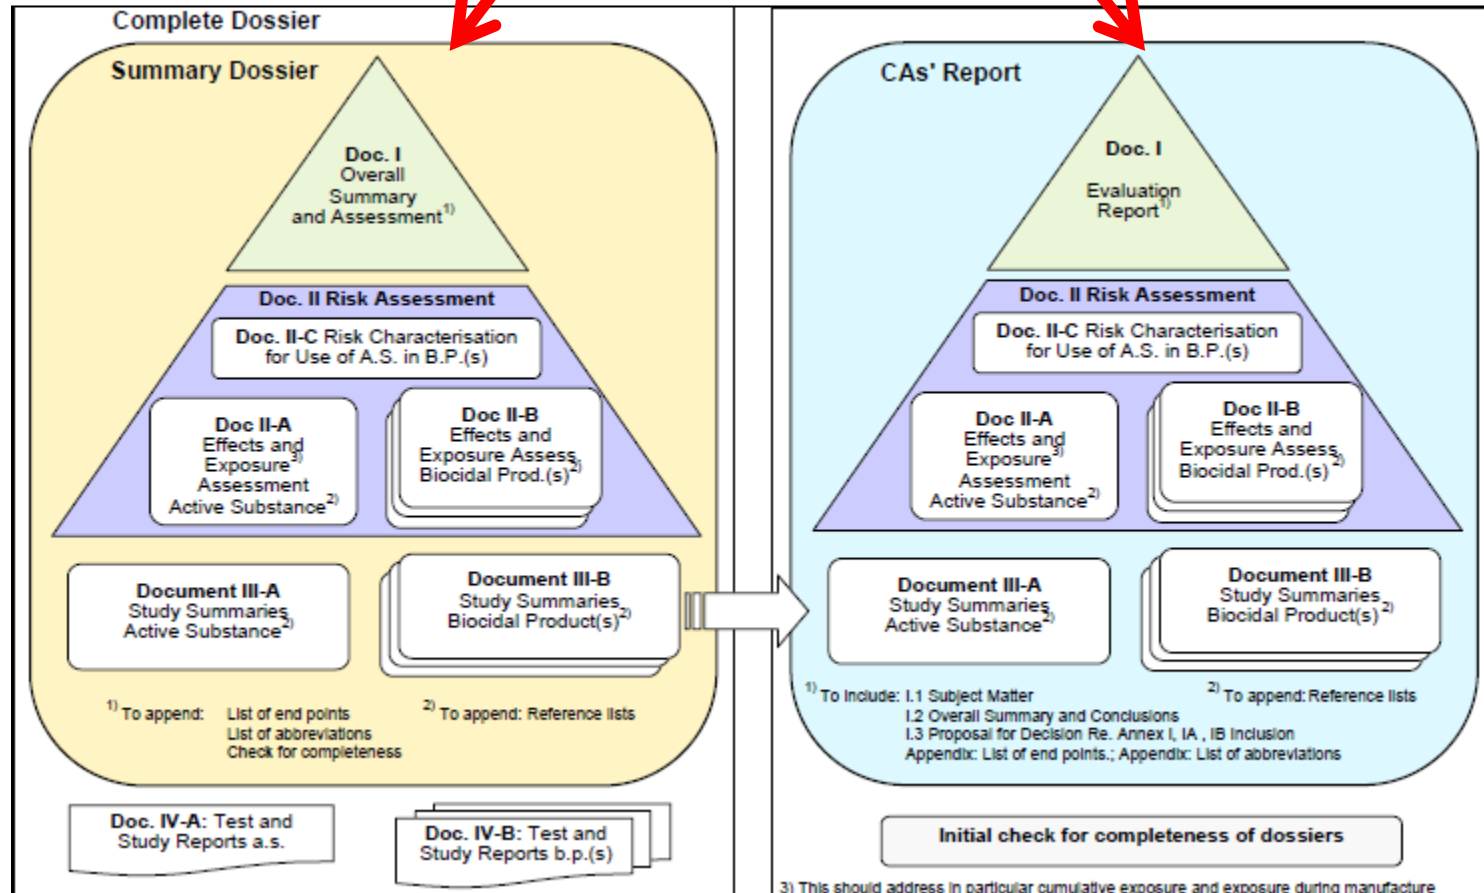 Complete Dossier
Summary Dossier
Doc. I
Overall
Summary
and Assessment1)
Doc. II Risk Assessment
Doc. II-C Risk Characterisation
for Use of A.S. in B.P.(s)
Doc II-A
Effects and
Exposure3)
Assessment
Active Substance2)
Doc II-B
Effects and
Exposure Assess.
Biocidal Prod.(s)2)
Document III-A
Study Summaries
Active Substance2)
Document III-B
Study Summaries
Biocidal Product(s)2)
1) To append: List of end points
List of abbreviations
Check for completeness
2) To append: Reference lists
Doc. IV-A: Test and
Study Reports a.s.
Doc. IV-B: Test and
Study Reports b.p.(s)
CAs' Report
Doc. I
Evaluation
Report1)
Doc. II Risk Assessment
Doc. II-C Risk Characterisation
for Use of A.S. in B.P.(s)
Doc II-A
Effects and
Exposure3)
Assessment
Active Substance2)
Doc II-B
Effects and
Exposure Assess.
Biocidal Prod.(s)2)
Document III-A
Study Summaries
Active Substance2)
Document III-B
Study Summaries
Biocidal Product(s)2)
1) To Include: I.1 Subject Matter
I.2 Overall Summary and Conclusions
I.3 Proposal for Decision Re. Annex I, IA , IB Inclusion
Appendix: List of end points.; Appendix: List of abbreviations
2) To append: Reference lists
Initial check for completeness of dossiers
3) This should address in particular cumulative exposure and exposure during manufacture